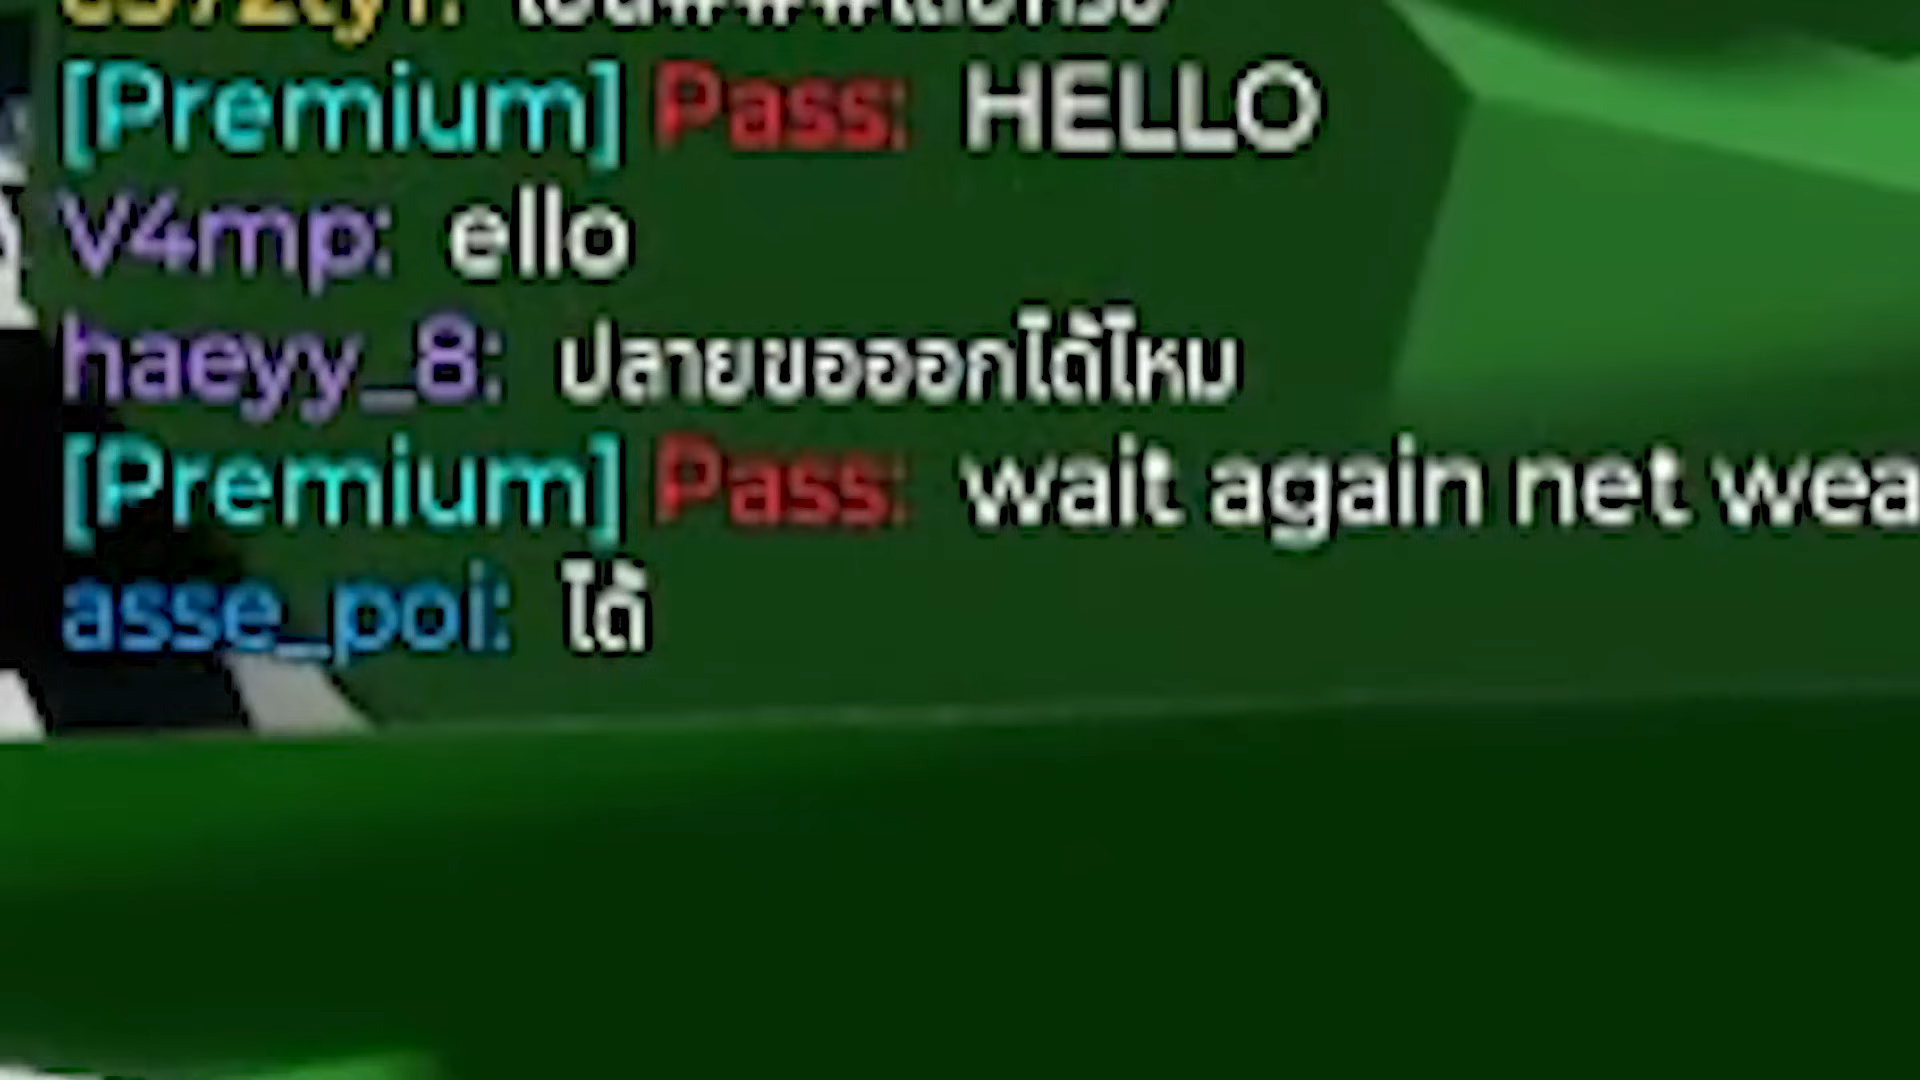 [Premium] Pass: HELLO
V4mp: ello
haeyy_8: ปลายขอออกได้ไหม
[Premium] Pass: wait again net
asse_poi: ได้